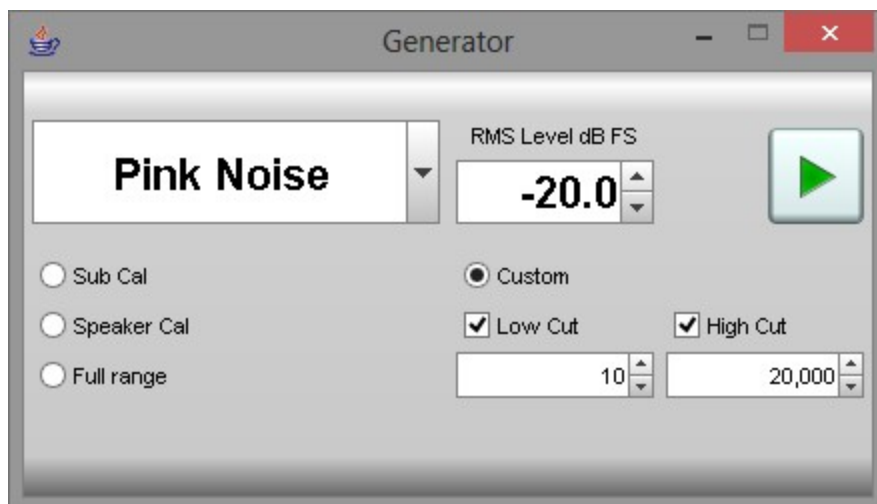 Generator
RMS Level dB FS
Pink Noise
-20.0
Sub Cal
Custom
Speaker Cal
Low Cut
High Cut
Full range
10
20,000